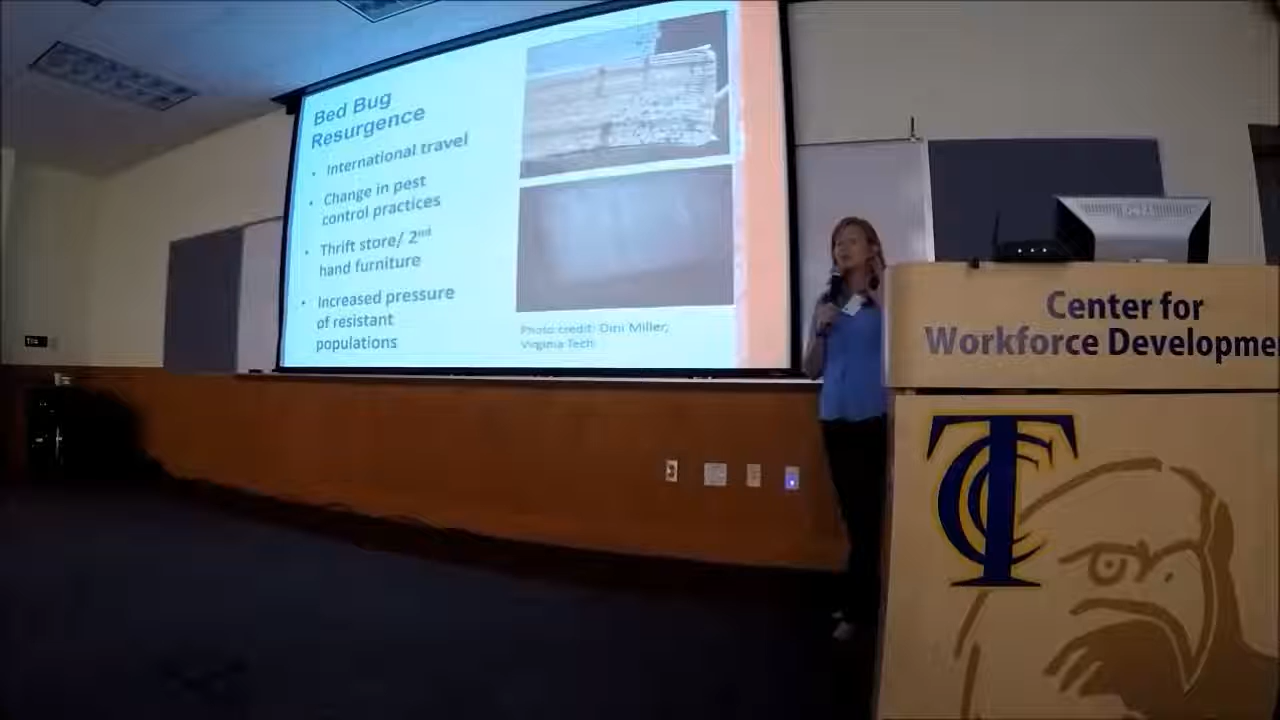 Bed Bug
Resurgence
• International travel
• Change in pest
control practices
• Thrift store/ 2nd
hand furniture
• Increased pressure
of resistant
populations
Photo credit: Dini Miller,
Virginia Tech
Center for
Workforce Developme
TCC